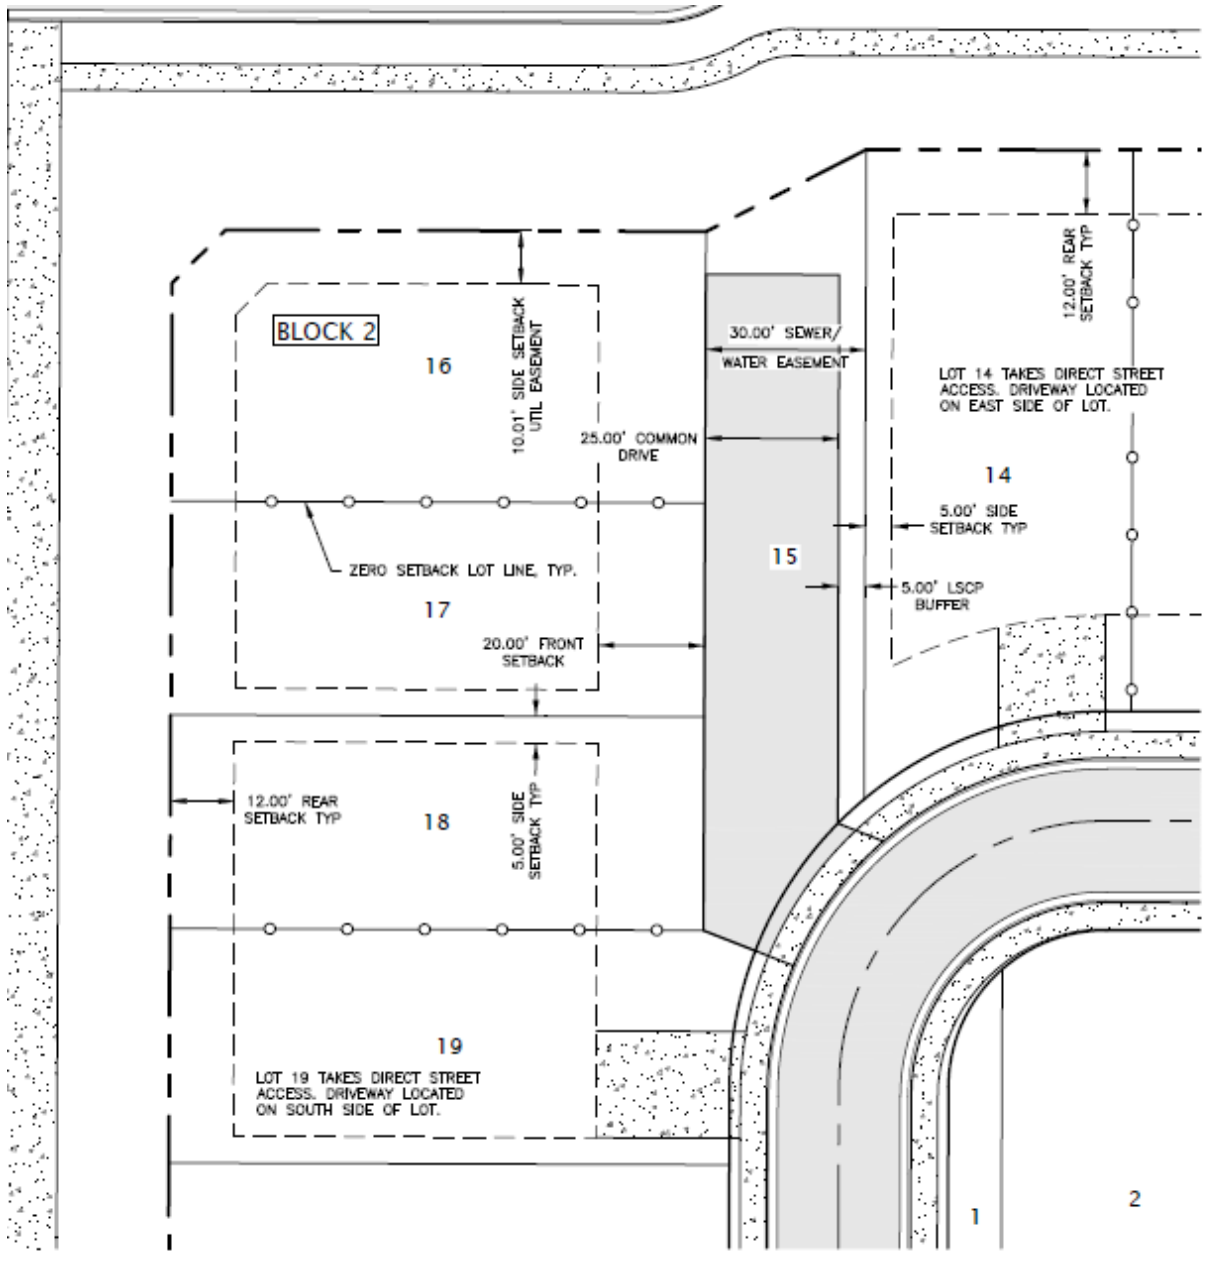 BLOCK 2
16
10.01' SIDE SETBACK
UTIL EASEMENT
30.00' SEWER/
WATER EASEMENT
12.00' REAR
SETBACK TYP
LOT 14 TAKES DIRECT STREET
ACCESS. DRIVEWAY LOCATED
ON EAST SIDE OF LOT.
25.00' COMMON
DRIVE
14
5.00' SIDE
SETBACK TYP
15
ZERO SETBACK LOT LINE, TYP.
5.00' LSCP
BUFFER
17
20.00' FRONT
SETBACK
12.00' REAR
SETBACK TYP
18
5.00' SIDE
SETBACK TYP
19
LOT 19 TAKES DIRECT STREET
ACCESS. DRIVEWAY LOCATED
ON SOUTH SIDE OF LOT.
1
2